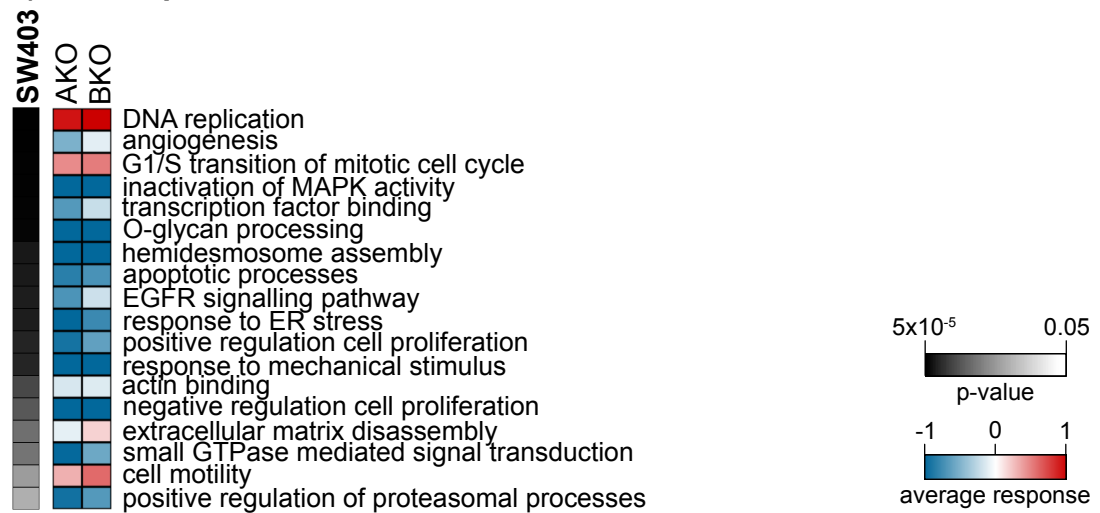 SW403
AKO
BKO
DNA replication
angiogenesis
G1/S transition of mitotic cell cycle
inactivation of MAPK activity
transcription factor binding
O-glycan processing
hemidesmosome assembly
apoptotic processes
EGFR signalling pathway
response to ER stress
positive regulation cell proliferation
response to mechanical stimulus
actin binding
negative regulation cell proliferation
extracellular matrix disassembly
small GTPase mediated signal transduction
cell motility
positive regulation of proteasomal processes
5x10⁻⁵ 0.05
p-value
-1 0 1
average response